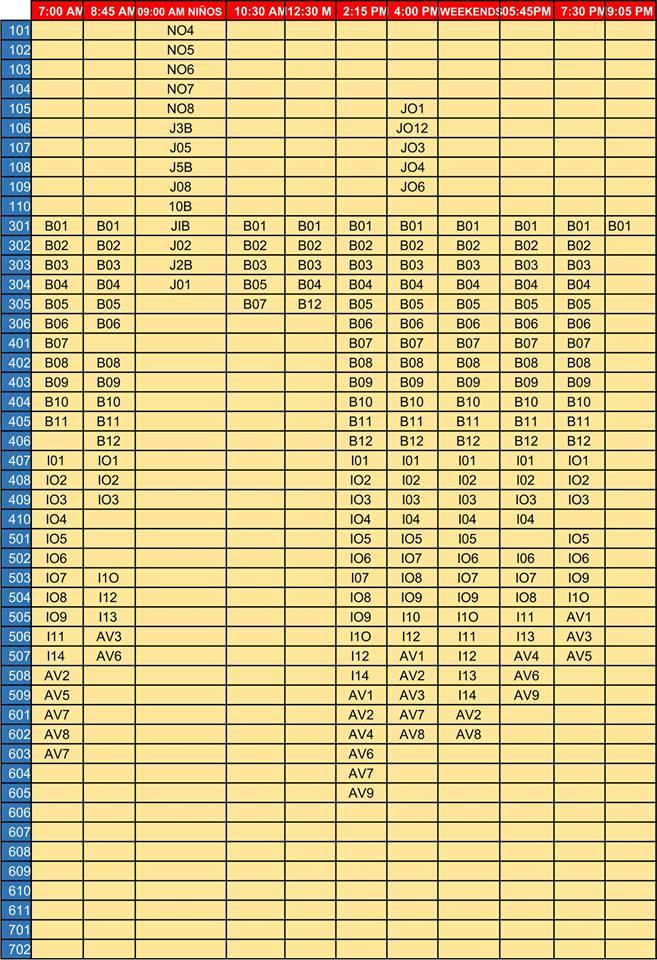 7:00 AM 8:45 AM 09:00 AM NIÑOS 10:30 AM 12:30 M 2:15 PM 4:00 PM WEEKENDS 05:45PM 7:30 PM 9:05 PM
101 NO4
102 NO5
103 NO6
104 NO7
105 NO8 JO1
106 J3B JO12
107 J05 JO3
108 J5B JO4
109 J08 JO6
110 10B
301 B01 B01 JIB B01 B01 B01 B01 B01 B01 B01 B01
302 B02 B02 J02 B02 B02 B02 B02 B02 B02 B02
303 B03 B03 J2B B03 B03 B03 B03 B03 B03 B03
304 B04 B04 J01 B05 B04 B04 B04 B04 B04 B04
305 B05 B05 B07 B12 B05 B05 B05 B05 B05
306 B06 B06 B06 B06 B06 B06 B06
401 B07 B07 B07 B07 B07 B07
402 B08 B08 B08 B08 B08 B08 B08
403 B09 B09 B09 B09 B09 B09 B09
404 B10 B10 B10 B10 B10 B10 B10
405 B11 B11 B11 B11 B11 B11 B11
406 B12 B12 B12 B12 B12 B12
407 I01 IO1 I01 I01 I01 I01 IO1
408 IO2 IO2 IO2 I02 I02 I02 IO2
409 IO3 IO3 IO3 I03 I03 IO3 IO3
410 IO4 IO4 I04 I04 I04
501 IO5 IO5 IO5 I05 IO5
502 IO6 IO6 IO7 IO6 I06 IO6
503 IO7 I1O I07 IO8 IO7 IO7 IO9
504 IO8 I12 IO8 IO9 IO9 IO8 I1O
505 IO9 I13 IO9 I10 I1O I11 AV1
506 I11 AV3 I1O I12 I11 I13 AV3
507 I14 AV6 I12 AV1 I12 AV4 AV5
508 AV2 I14 AV2 I13 AV6
509 AV5 AV1 AV3 I14 AV9
601 AV7 AV2 AV7 AV2
602 AV8 AV4 AV8 AV8
603 AV7 AV6
604 AV7
605 AV9
606
607
608
609
610
611
701
702